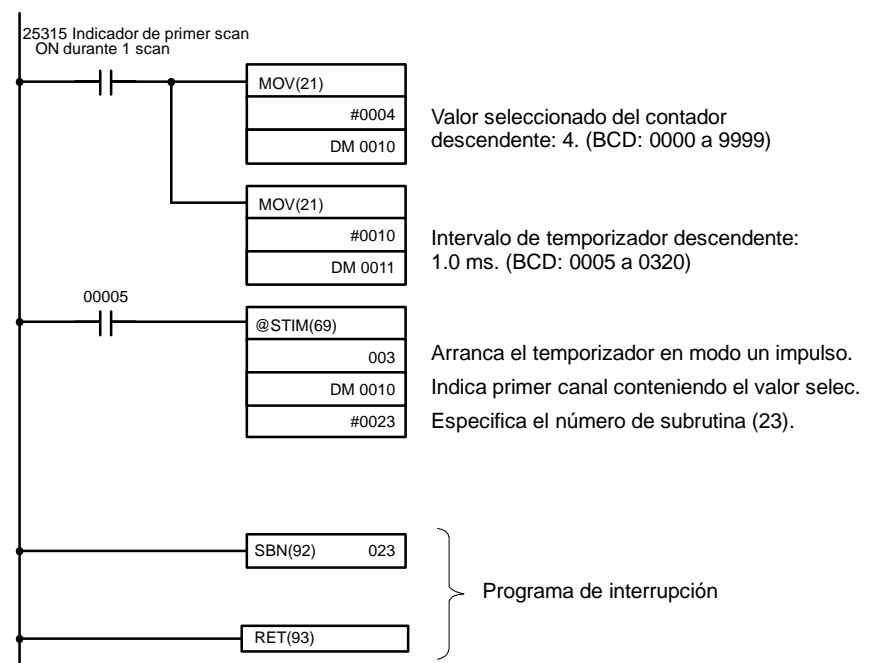 25315 Indicador de primer scan
ON durante 1 scan
MOV(21)
#0004
DM 0010
Valor seleccionado del contador
descendente: 4. (BCD: 0000 a 9999)
MOV(21)
#0010
DM 0011
Intervalo de temporizador descendente:
1.0 ms. (BCD: 0005 a 0320)
00005
@STIM(69)
003
Arranca el temporizador en modo un impulso.
DM 0010
Indica primer canal conteniendo el valor selec.
#0023
Especifica el número de subrutina (23).
SBN(92) 023
Programa de interrupción
RET(93)